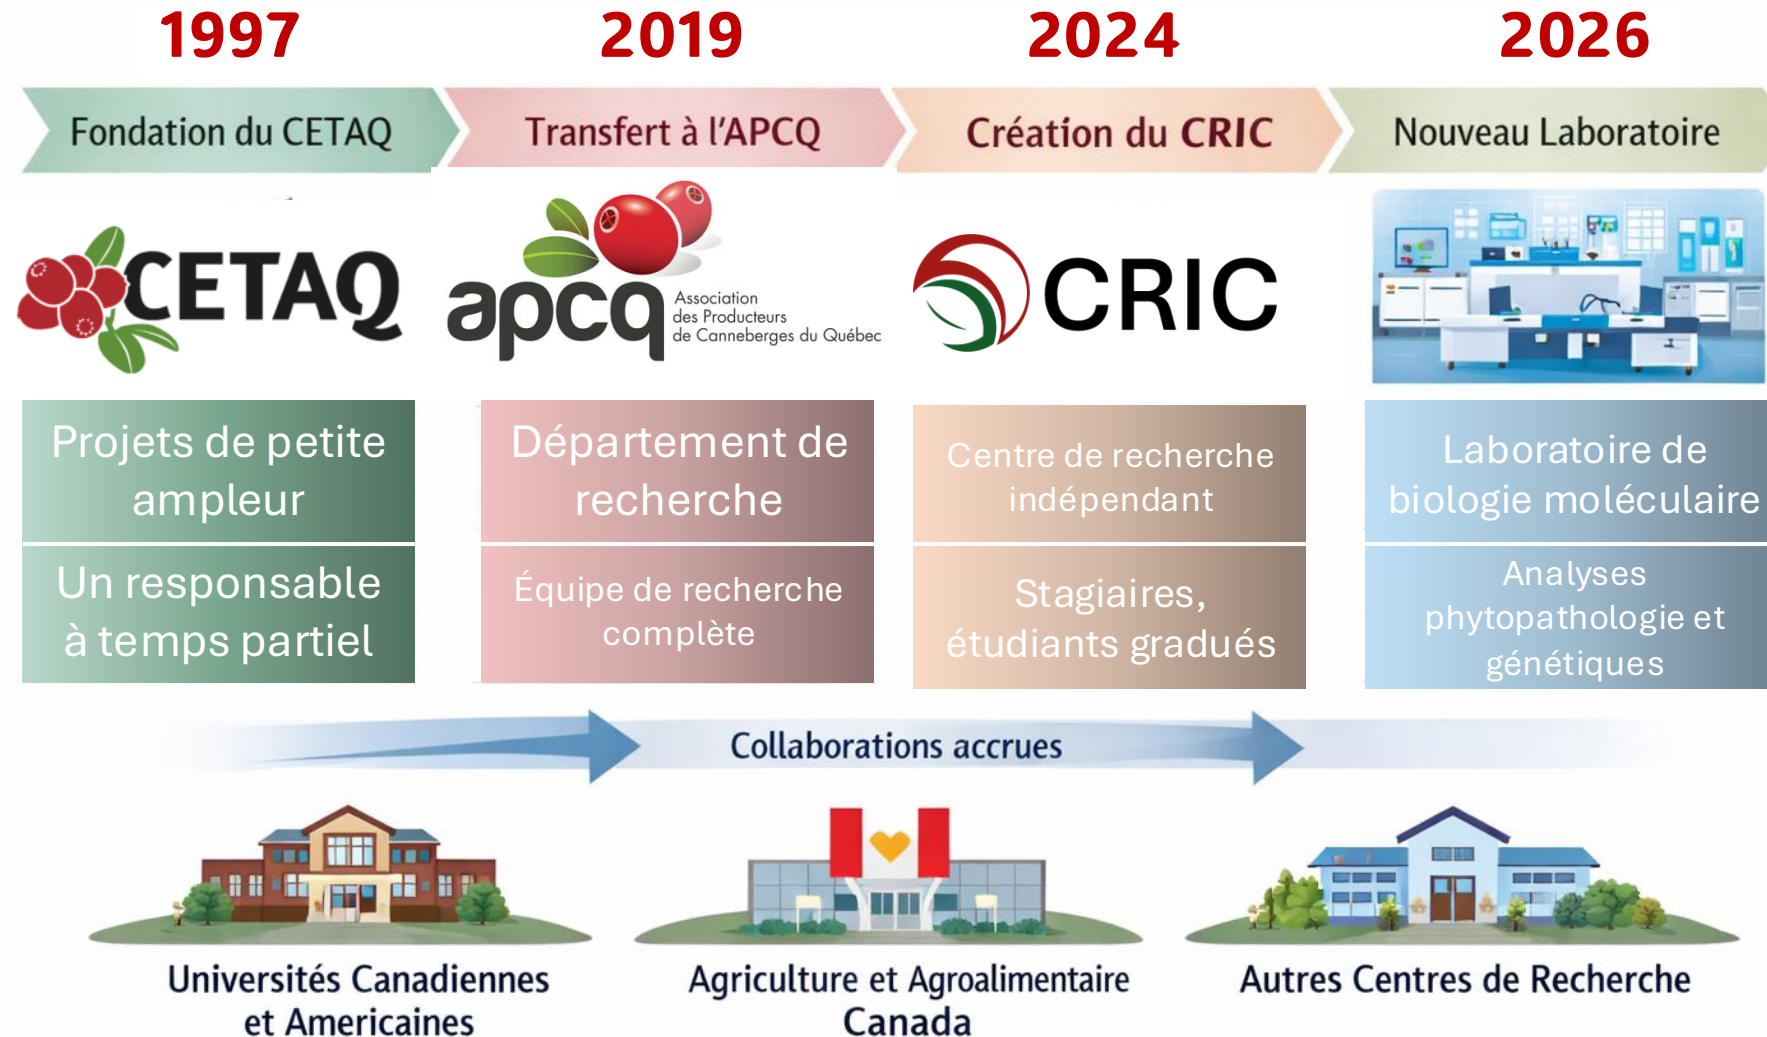 1997
2019
2024
2026
Fondation du CETAQ
Transfert à l'APCQ
Création du CRIC
Nouveau Laboratoire
CETAQ
apcq
Association
des Producteurs
de Canneberges du Québec
CRIC
Projets de petite
ampleur
Un responsable
à temps partiel
Département de
recherche
Équipe de recherche
complète
Centre de recherche
indépendant
Stagiaires,
étudiants gradués
Laboratoire de
biologie moléculaire
Analyses
phytopathologie et
génétiques
Collaborations accrues
Universités Canadiennes
et Americaines
Agriculture et Agroalimentaire
Canada
Autres Centres de Recherche